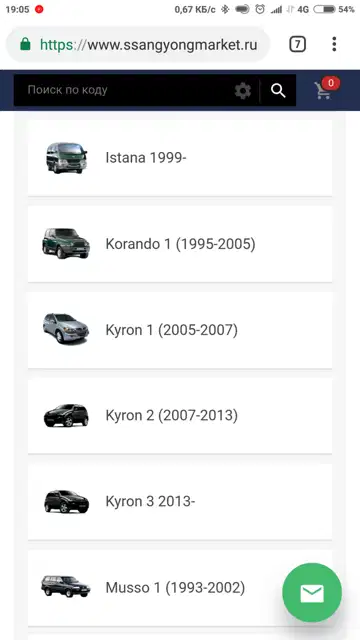 19:05 0,67 КБ/с 4G 54%
https://www.ssangyongmarket.ru 7
Поиск по коду 0
Istana 1999-
Korando 1 (1995-2005)
Kyron 1 (2005-2007)
Kyron 2 (2007-2013)
Kyron 3 2013-
Musso 1 (1993-2002)